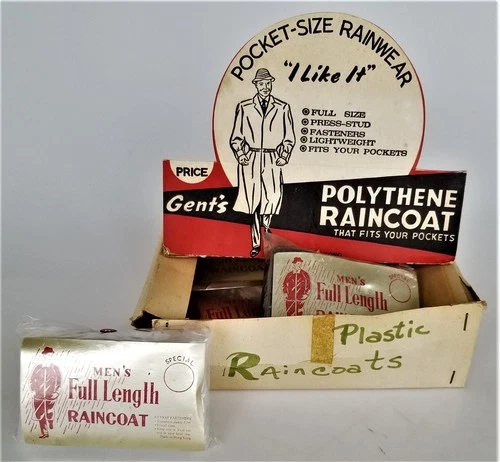 POCKET-SIZE RAINWEAR
"I Like It"
FULL SIZE
PRESS-STUD
FASTENERS
LIGHTWEIGHT
FITS YOUR POCKETS
PRICE
Gent's
POLYTHENE
RAINCOAT
THAT FITS YOUR POCKETS
RAINCOAT
MEN'S
Full Length
Plastic
Raincoats
SPECIAL
MEN'S
Full Length
RAINCOAT